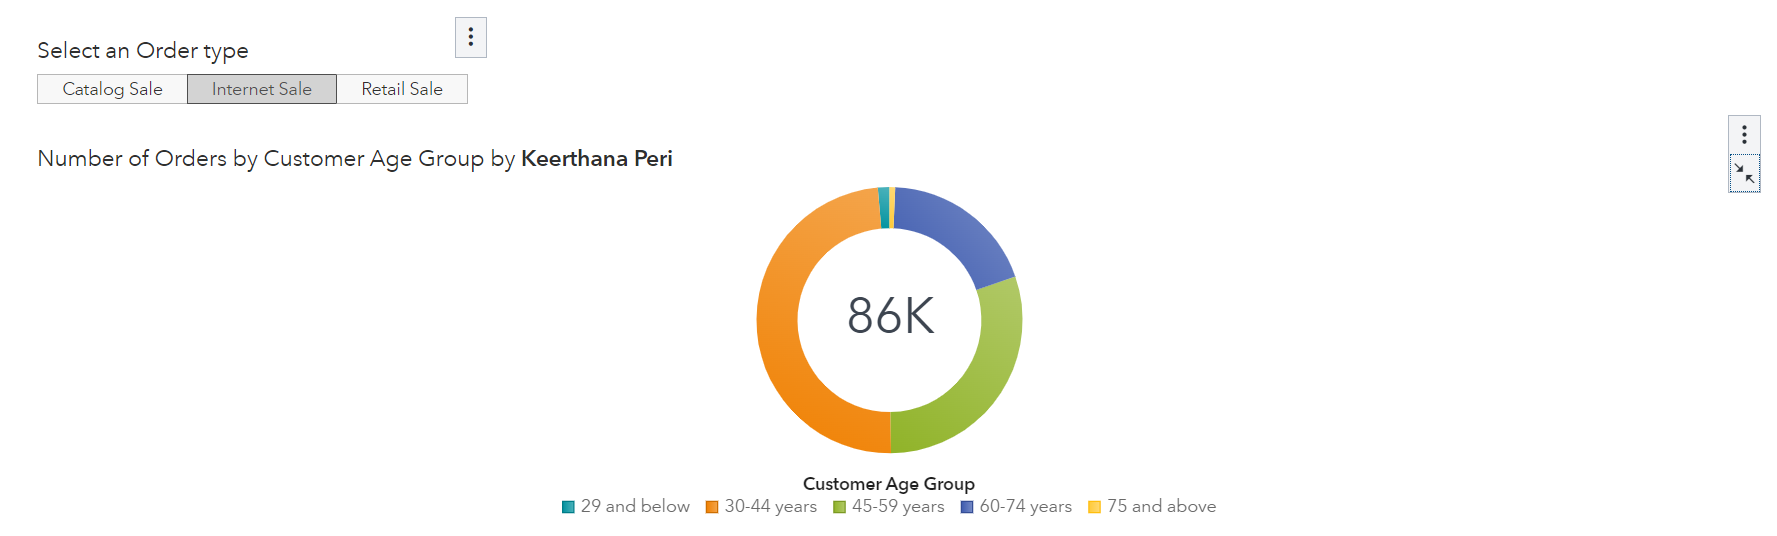 Select an Order type
Catalog Sale Internet Sale Retail Sale
Number of Orders by Customer Age Group by Keerthana Peri
86K
Customer Age Group
29 and below 30-44 years 45-59 years 60-74 years 75 and above